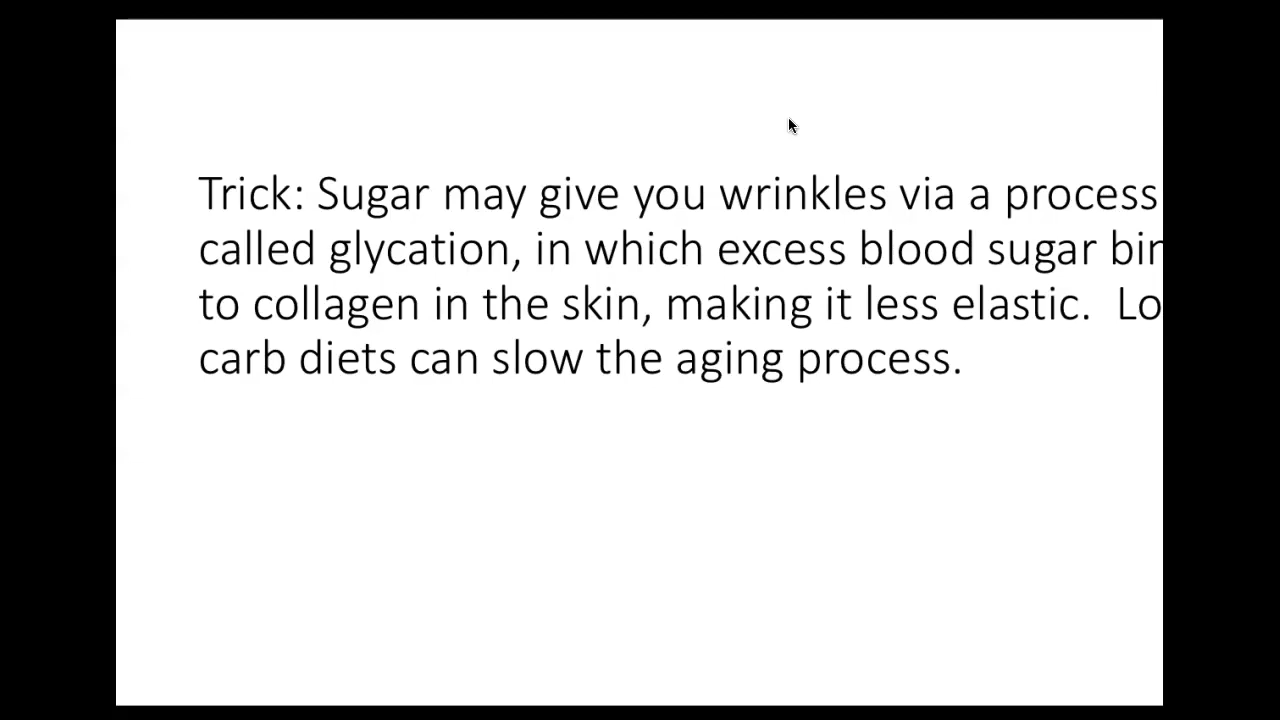 Trick: Sugar may give you wrinkles via a process
called glycation, in which excess blood sugar
to collagen in the skin, making it less elastic.
carb diets can slow the aging process.